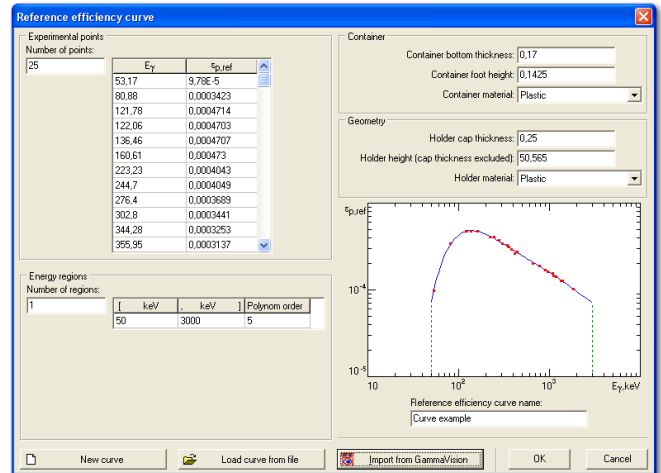 Reference efficiency curve
Experimental points
Number of points:
25
Eγ εp,ref
53,17 9,78E-5
80,88 0,0003423
121,78 0,0004714
122,06 0,0004703
136,46 0,0004707
160,61 0,000473
223,23 0,0004043
244,7 0,0004049
276,4 0,0003689
302,8 0,0003441
344,28 0,0003253
355,95 0,0003137
Energy regions
Number of regions:
1
[ keV , keV ] Polynom order
50 3000 5
Container
Container bottom thickness: 0,17
Container foot height: 0,1425
Container material: Plastic
Geometry
Holder cap thickness: 0,25
Holder height (cap thickness excluded): 50,565
Holder material: Plastic
εp,ref
10⁻⁴
10⁻⁵
10 10² 10³ Eγ,keV
Reference efficiency curve name:
Curve example
New curve
Load curve from file
Import from GammaVision
OK
Cancel